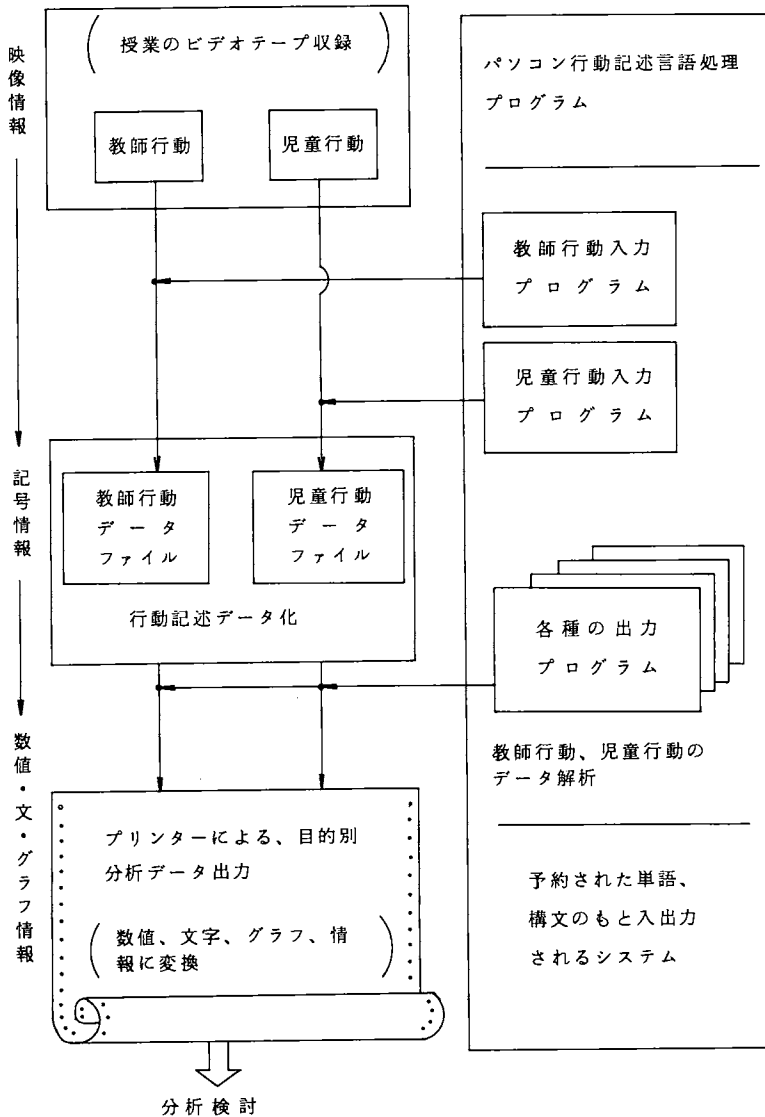 映像情報
記号情報
数値・文・グラフ情報
(授業のビデオテープ収録)
教師行動
児童行動
パソコン行動記述言語処理
プログラム
教師行動入力
プログラム
児童行動入力
プログラム
教師行動
データ
ファイル
児童行動
データ
ファイル
行動記述データ化
各種の出力
プログラム
教師行動、児童行動の
データ解析
プリンターによる、目的別
分析データ出力
(数値、文字、グラフ、情
報に変換)
予約された単語、
構文のもと入出力
されるシステム
分析検討